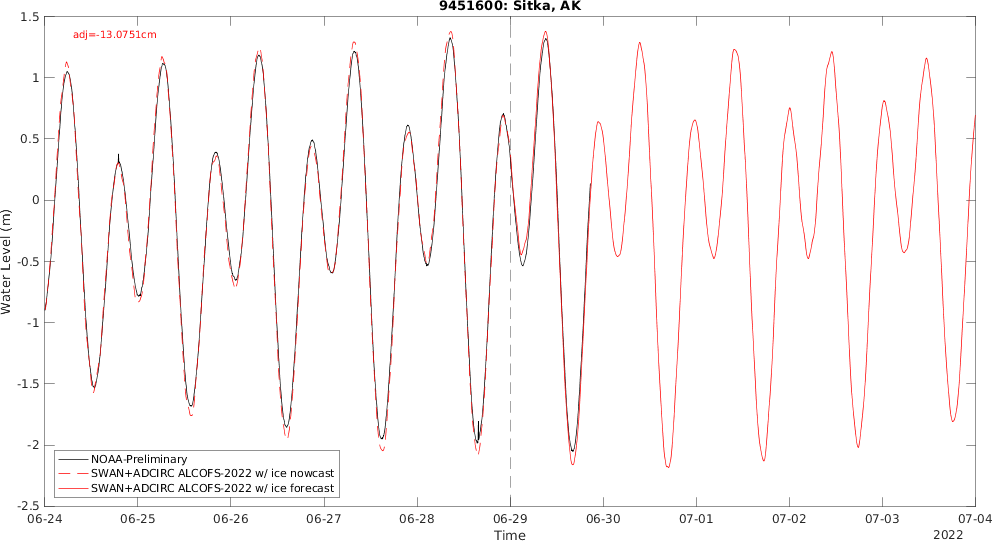 9451600: Sitka, AK
adj=-13.0751cm
Water Level (m)
1.5
1
0.5
0
-0.5
-1
-1.5
-2
-2.5
NOAA-Preliminary
SWAN+ADCIRC ALCOFS-2022 w/ ice nowcast
SWAN+ADCIRC ALCOFS-2022 w/ ice forecast
06-24 06-25 06-26 06-27 06-28 06-29 06-30 07-01 07-02 07-03 07-04
Time
2022